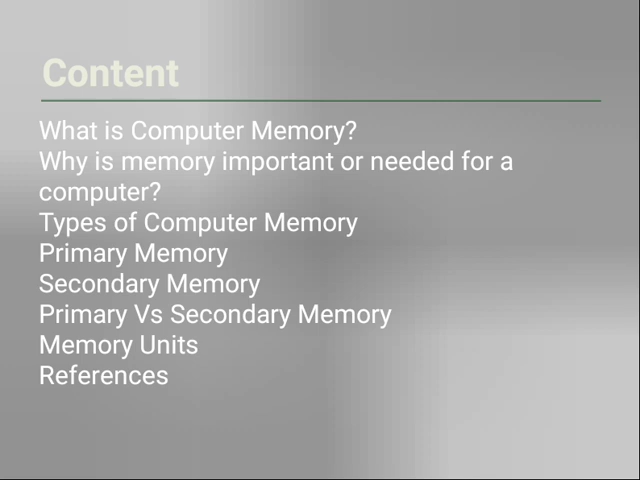 Content
What is Computer Memory?
Why is memory important or needed for a
computer?
Types of Computer Memory
Primary Memory
Secondary Memory
Primary Vs Secondary Memory
Memory Units
References